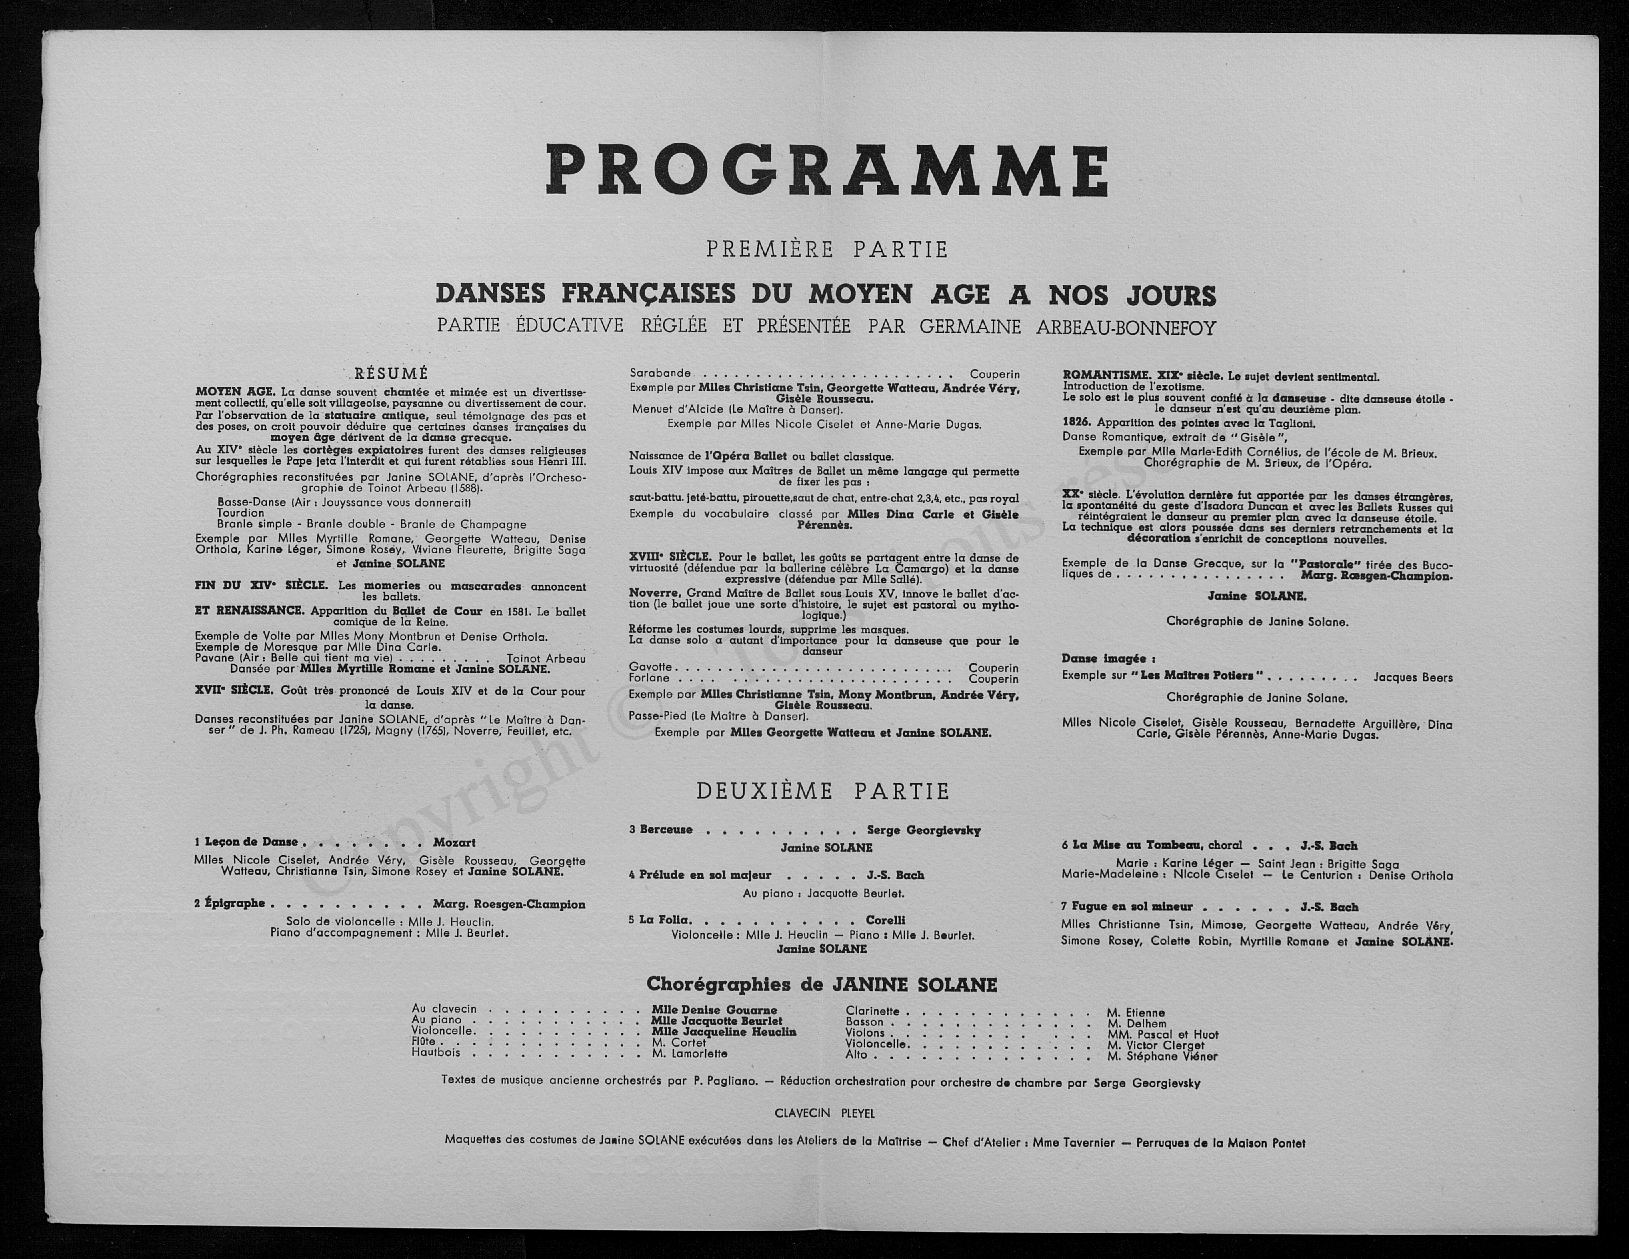 PROGRAMME
PREMIÈRE PARTIE
DANSES FRANÇAISES DU MOYEN AGE A NOS JOURS
PARTIE ÉDUCATIVE RÉGLÉE ET PRÉSENTÉE PAR GERMAINE ARBEAU-BONNEFOY
RÉSUMÉ
MOYEN AGE. La danse souvent chantée et mimée est un divertisse-
ment collectif, qu'elle soit villageoise, paysanne ou divertissement de cour.
Par l'observation de la statuaire antique, seul témoignage des pas et
des poses, on croit pouvoir déduire que certaines danses françaises du
moyen âge dérivent de la danse grecque.
Au XIVe siècle les cortèges expiatoires furent des danses religieuses
sur lesquelles le Pape jeta l'interdit et qui furent rétablies sous Henri III.
Chorégraphies reconstituées par Janine SOLANE, d'après l'Orcheso-
graphie de Toinot Arbeau (1588).
Basse-Danse (Air : Jouyssance vous donnerait)
Tourdion
Branle simple - Branle double - Branle de Champagne
Exemple par Mlles Myrtille Romane, Georgette Watteau, Denise
Orthola, Karine Léger, Simone Rosey, Viviane Fleurette, Brigitte Saga
et Janine SOLANE
FIN DU XIVe SIÈCLE. Les momeries ou mascarades annoncent
les ballets.
ET RENAISSANCE. Apparition du Ballet de Cour en 1581. Le ballet
comique de la Reine.
Exemple de Volte par Mlles Mony Montbrun et Denise Orthola.
Exemple de Moresque par Mlle Dina Carle.
Pavane (Air : Belle qui tient ma vie) . . . . . . . . . Toinot Arbeau
Dansée par Mlles Myrtille Romane et Janine SOLANE.
XVIIe SIÈCLE. Goût très prononcé de Louis XIV et de la Cour pour
la danse.
Danses reconstituées par Janine SOLANE, d'après "Le Maître à Dan-
ser" de J. Ph. Rameau (1725), Magny (1765), Noverre, Feuillet, etc.
Sarabande . . . . . . . . . . . . . . . . . . . . . . . . Couperin
Exemple par Mlles Christiane Tsin, Georgette Watteau, Andrée Véry,
Gisèle Rousseau.
Menuet d'Alcide (Le Maître à Danser).
Exemple par Mlles Nicole Ciselet et Anne-Marie Dugas.
Naissance de l'Opéra Ballet ou ballet classique.
Louis XIV impose aux Maîtres de Ballet un même langage qui permette
de fixer les pas :
saut-battu. jeté-battu, pirouette,saut de chat, entre-chat 2,3,4, etc., pas royal
Exemple du vocabulaire classé par Mlles Dina Carle et Gisèle
Pérennès.
XVIIIe SIÈCLE. Pour le ballet, les goûts se partagent entre la danse de
virtuosité (défendue par la ballerine célèbre La Camargo) et la danse
expressive (défendue par Mlle Sallé).
Noverre, Grand Maître de Ballet sous Louis XV, innove le ballet d'ac-
tion (le ballet joue une sorte d'histoire, le sujet est pastoral ou mytho-
logique.)
Réforme les costumes lourds, supprime les masques.
La danse solo a autant d'importance pour la danseuse que pour le
danseur
Gavotte . . . . . . . . . . . . . . . . . . . . . . . . . . Couperin
Forlane . . . . . . . . . . . . . . . . . . . . . . . . . . Couperin
Exemple par Mlles Christianne Tsin, Mony Montbrun, Andrée Véry,
Gisèle Rousseau.
Passe-Pied (Le Maître à Danser).
Exemple par Mlles Georgette Watteau et Janine SOLANE.
ROMANTISME. XIXe siècle. Le sujet devient sentimental.
Introduction de l'exotisme.
Le solo est le plus souvent confié à la danseuse - dite danseuse étoile -
le danseur n'est qu'au deuxième plan.
1826. Apparition des pointes avec la Taglioni.
Danse Romantique, extrait de "Gisèle",
Exemple par Mlle Marie-Edith Cornélius, de l'école de M. Brieux.
Chorégraphie de M. Brieux, de l'Opéra.
XXe siècle. L'évolution dernière fut apportée par les danses étrangères,
la spontanéité du geste d'Isadora Duncan et avec les Ballets Russes qui
réintégraient le danseur au premier plan avec la danseuse étoile.
La technique est alors poussée dans ses derniers retranchements et la
décoration s'enrichit de conceptions nouvelles.
Exemple de la Danse Grecque, sur la "Pastorale" tirée des Buco-
liques de . . . . . . . . . . . . . . . . Marg. Rœsgen-Champion.
Janine SOLANE.
Chorégraphie de Janine Solane.
Danse imagée :
Exemple sur "Les Maîtres Potiers" . . . . . . . . . Jacques Beers
Chorégraphie de Janine Solane.
Mlles Nicole Ciselet, Gisèle Rousseau, Bernadette Arguillère, Dina
Carle, Gisèle Pérennès, Anne-Marie Dugas.
DEUXIÈME PARTIE
1 Leçon de Danse . . . . . . . . Mozart
Mlles Nicole Ciselet, Andrée Véry, Gisèle Rousseau, Georgette
Watteau, Christianne Tsin, Simone Rosey et Janine SOLANE.
2 Épigraphe . . . . . . . . . . Marg. Roesgen-Champion
Solo de violoncelle : Mlle J. Heuclin.
Piano d'accompagnement : Mlle J. Beurlet.
3 Berceuse . . . . . . . . . . Serge Georgievsky
Janine SOLANE
4 Prélude en sol majeur . . . . . J.-S. Bach
Au piano : Jacquotte Beurlet.
5 La Folia. . . . . . . . . . . Corelli
Violoncelle : Mlle J. Heuclin — Piano : Mlle J. Beurlet.
Janine SOLANE
6 La Mise au Tombeau, choral . . . J.-S. Bach
Marie : Karine Léger — Saint Jean : Brigitte Saga
Marie-Madeleine : Nicole Ciselet — Le Centurion : Denise Orthola
7 Fugue en sol mineur . . . . . . J.-S. Bach
Mlles Christianne Tsin, Mimose, Georgette Watteau, Andrée Véry,
Simone Rosey, Colette Robin, Myrtille Romane et Janine SOLANE.
Chorégraphies de JANINE SOLANE
Au clavecin . . . . . . . . . . Mlle Denise Gouarne
Au piano . . . . . . . . . . . Mlle Jacquotte Beurlet
Violoncelle. . . . . . . . . . . Mlle Jacqueline Heuclin
Flûte . . . . . . . . . . . . . M. Cortet
Hautbois . . . . . . . . . . . M. Lamorlette
Clarinette . . . . . . . . . . . M. Etienne
Basson . . . . . . . . . . . . M. Delhem
Violons . . . . . . . . . . . . MM. Pascal et Huot
Violoncelle. . . . . . . . . . . M. Victor Clerget
Alto . . . . . . . . . . . . . M. Stéphane Viéner
Textes de musique ancienne orchestrés par P. Pagliano. — Réduction orchestration pour orchestre de chambre par Serge Georgievsky
CLAVECIN PLEYEL
Maquettes des costumes de Janine SOLANE exécutées dans les Ateliers de la Maîtrise — Chef d'Atelier : Mme Tavernier — Perruques de la Maison Pontet
Copyright © Tous droits rés